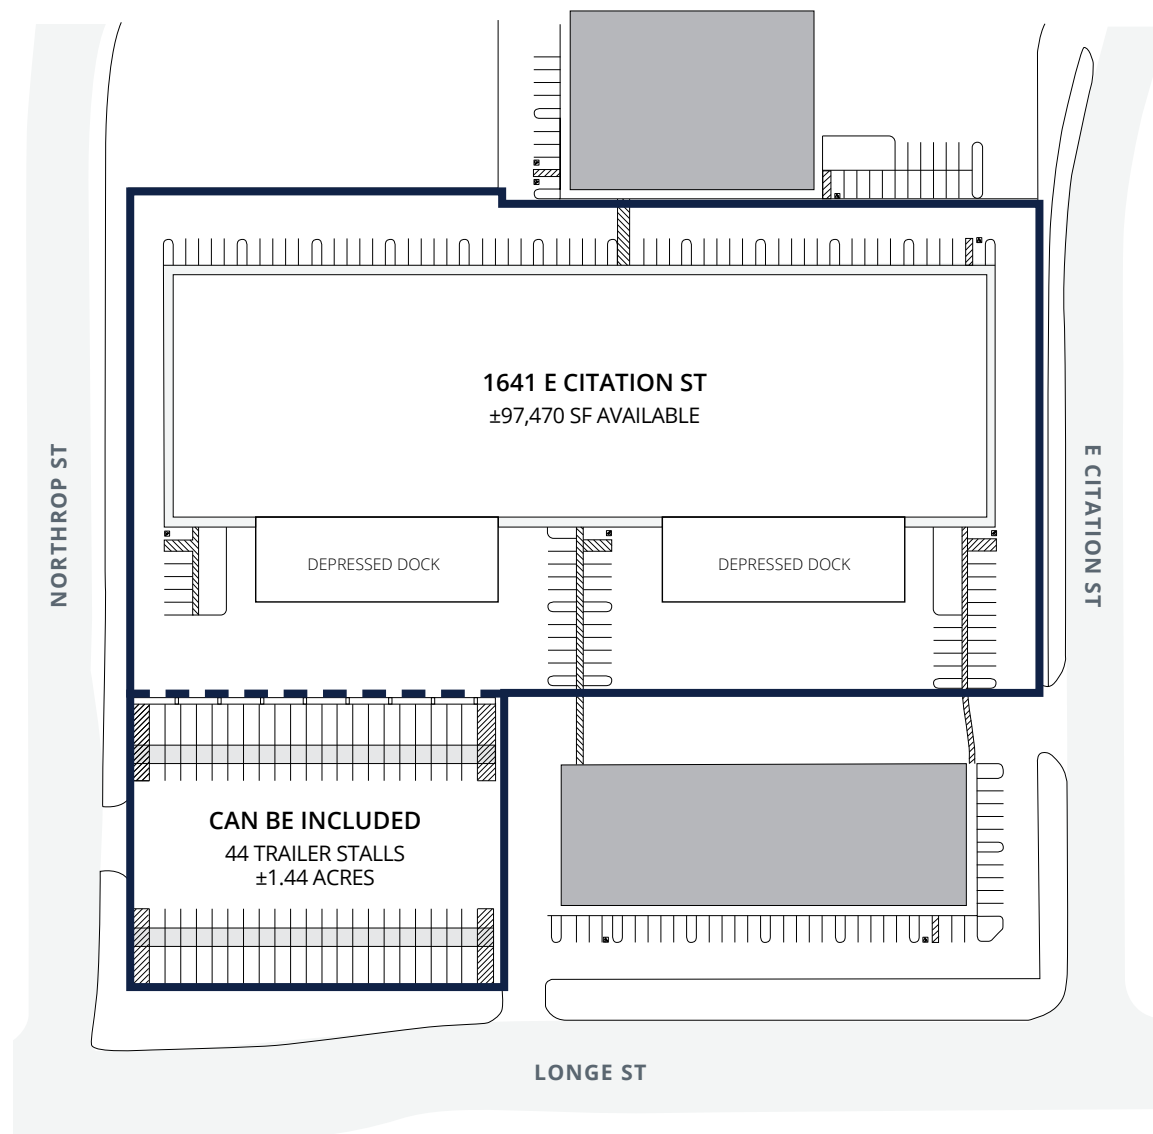 1641 E CITATION ST
±97,470 SF AVAILABLE
NORTHROP ST
E CITATION ST
DEPRESSED DOCK
DEPRESSED DOCK
CAN BE INCLUDED
44 TRAILER STALLS
±1.44 ACRES
LONGE ST